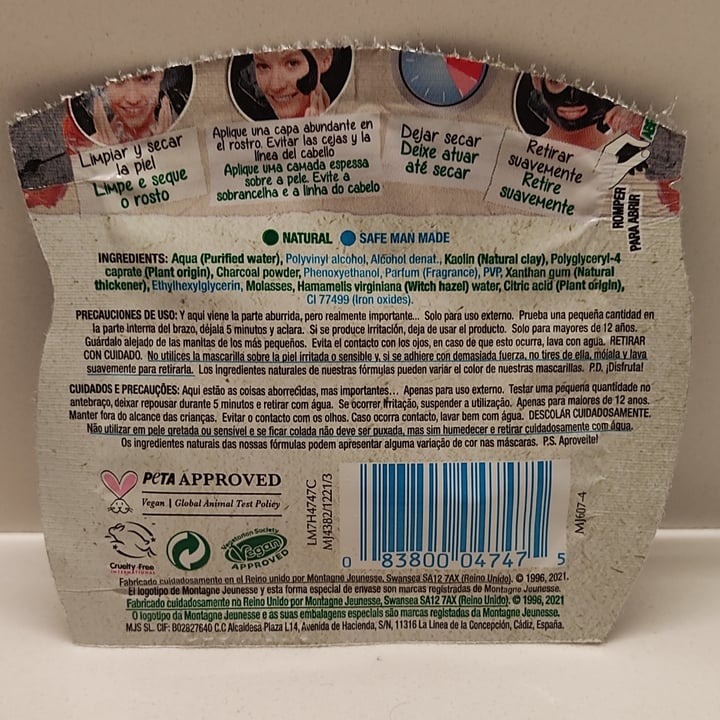 Limpiar y secar
la piel
Limpe e seque
o rosto
Aplique una capa abundante en
el rostro. Evitar las cejas y la
línea del cabello
Aplique uma camada espessa
sobre a pele. Evite a
sobrancelha e a linha do cabelo
Dejar secar
Deixe atuar
até secar
Retirar
suavemente
Retire
suavemente
ROMPER
PARA ABRIR
NATURAL SAFE MAN MADE
INGREDIENTS: Aqua (Purified water), Polyvinyl alcohol, Alcohol denat., Kaolin (Natural clay), Polyglyceryl-4
caprate (Plant origin), Charcoal powder, Phenoxyethanol, Parfum (Fragrance), PVP, Xanthan gum (Natural
thickener), Ethylhexylglycerin, Molasses, Hamamelis virginiana (Witch hazel) water, Citric acid (Plant origin),
CI 77499 (Iron oxides).
PRECAUCIONES DE USO: Y aquí viene la parte aburrida, pero realmente importante... Solo para uso externo. Prueba una pequeña cantidad en
la parte interna del brazo, déjala 5 minutos y aclara. Si se produce irritación, deja de usar el producto. Solo para mayores de 12 años.
Guárdalo alejado de las manitas de los más pequeños. Evita el contacto con los ojos, en caso de que esto ocurra, lava con agua. RETIRAR
CON CUIDADO. No utilices la mascarilla sobre la piel irritada o sensible y, si se adhiere con demasiada fuerza, no tires de ella, mójala y lava
suavemente para retirarla. Los ingredientes naturales de nuestras fórmulas pueden variar el color de nuestras mascarillas. P.D. ¡Disfruta!
CUIDADOS E PRECAUÇÕES: Aqui estão as coisas aborrecidas, mas importantes... Apenas para uso externo. Testar uma pequena quantidade no
antebraço, deixar repousar durante 5 minutos e retirar com água. Se ocorrer irritação, suspender a utilização. Apenas para maiores de 12 anos.
Manter fora do alcance das crianças. Evitar o contacto com os olhos. Caso ocorra contacto, lavar bem com água. DESCOLAR CUIDADOSAMENTE.
Não utilizar em pele gretada ou sensível e se ficar colada não deve ser puxada, mas sim humedecer e retirar cuidadosamente com água.
Os ingredientes naturais das nossas fórmulas podem apresentar alguma variação de cor nas máscaras. P.S. Aproveite!
PETA APPROVED
Vegan | Global Animal Test Policy
Cruelty Free
INTERNATIONAL
Vegetarian Society
Vegan
APPROVED
LM7H4747C
MJ4382/1221/3
0 83800 04747 5
MJ607-4
Fabricado cuidadosamente en el Reino unido por Montagne Jeunesse, Swansea SA12 7AX (Reino Unido). © 1996, 2021.
El logotipo de Montagne Jeunesse y esta forma especial de envase son marcas registradas de Montagne Jeunesse.
Fabricado cuidadosamente no Reino Unido por Montagne Jeunesse, Swansea SA12 7AX (Reino Unido). © 1996, 2021
O logotipo da Montagne Jeunesse e as suas embalagens especiais são marcas registadas da Montagne Jeunesse.
MJS SL. CIF: B02827640 C.C Alcaidesa Plaza L14, Avenida de Hacienda, S/N, 11316 La Linea de la Concepción, Cádiz, España.